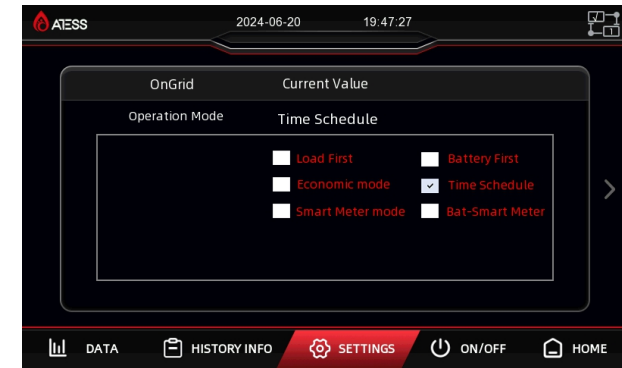 ATESS 2024-06-20 19:47:27
1
OnGrid Current Value
Operation Mode Time Schedule
Load First Battery First
Economic mode Time Schedule
Smart Meter mode Bat-Smart Meter
DATA HISTORY INFO SETTINGS ON/OFF HOME